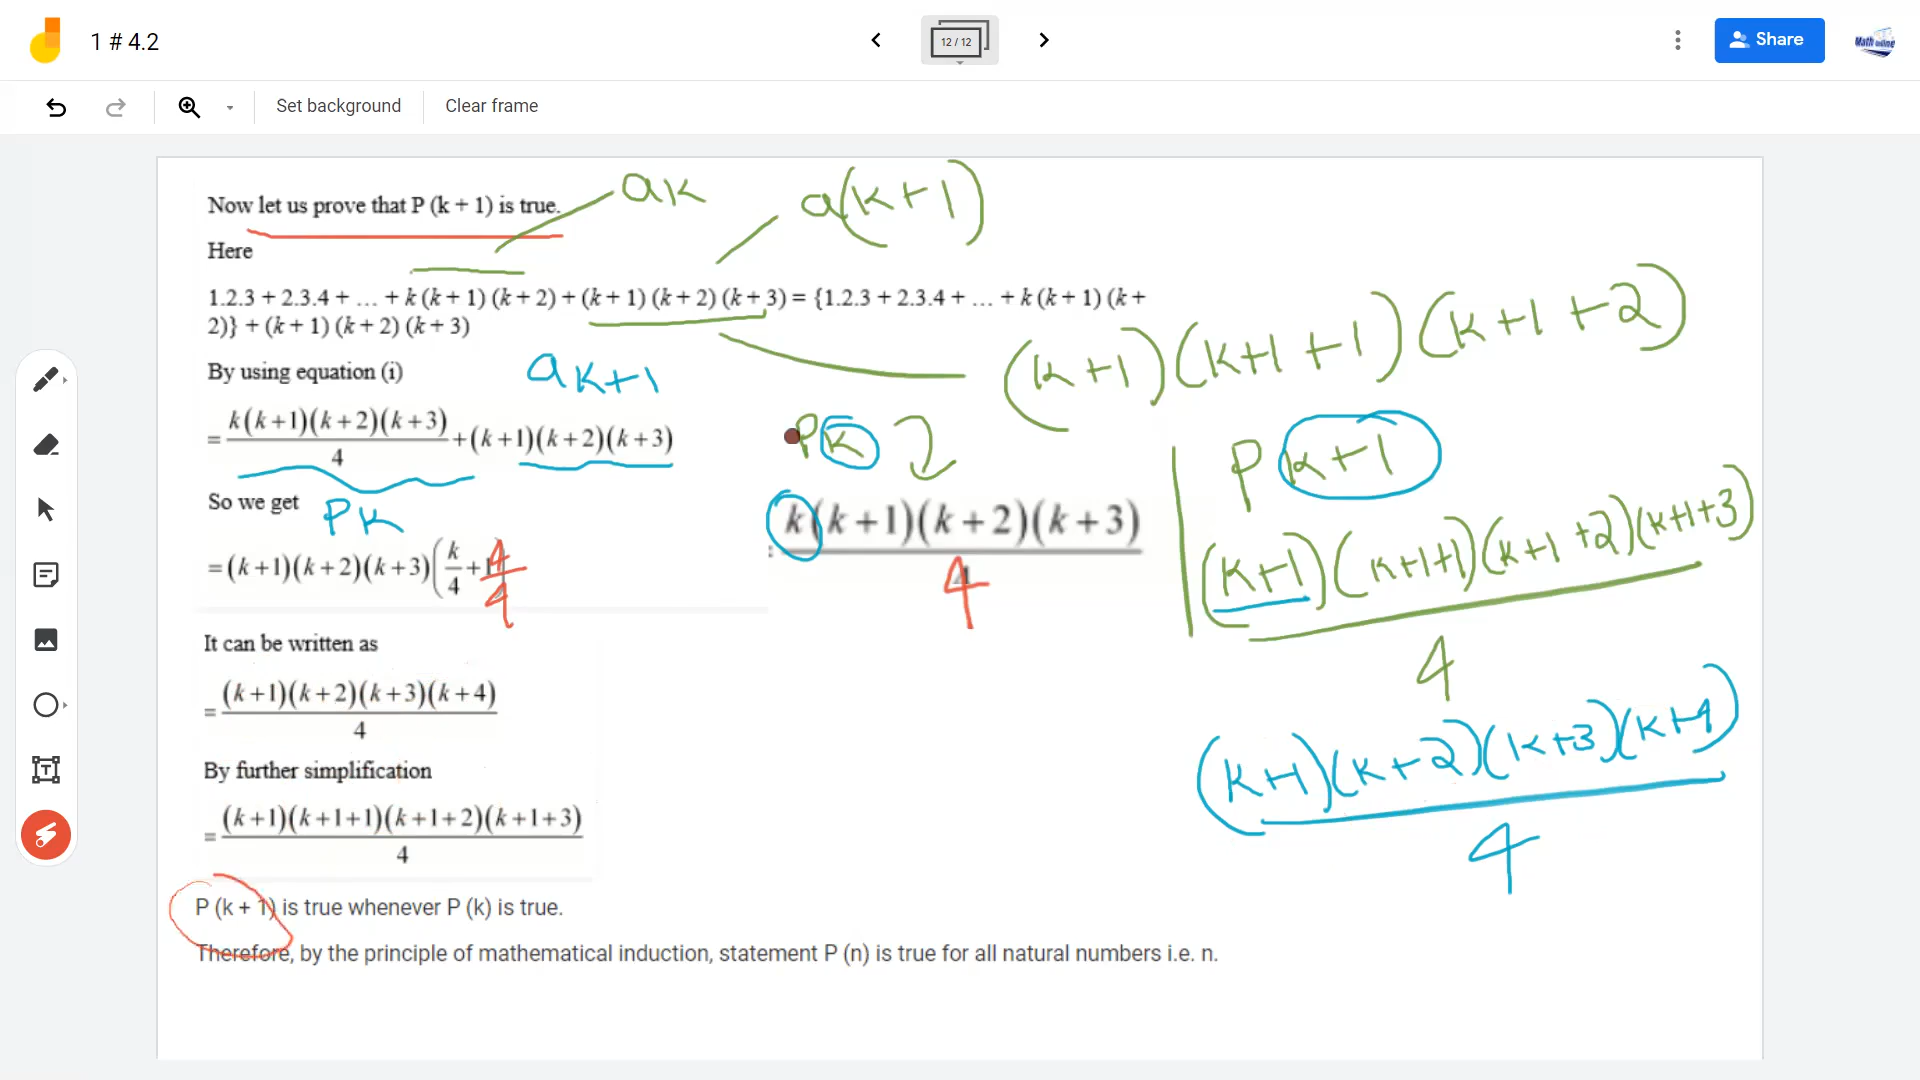 1 # 4.2
12 / 12
Share
Math online
Set background
Clear frame
Now let us prove that P (k + 1) is true.
ak
a(k+1)
Here
1.2.3 + 2.3.4 + … + k (k + 1) (k + 2) + (k + 1) (k + 2) (k + 3) = {1.2.3 + 2.3.4 + … + k (k + 1) (k +
2)} + (k + 1) (k + 2) (k + 3)
(k+1)(k+1+1)(k+1+2)
By using equation (i)
ak+1
= k(k+1)(k+2)(k+3)/4 +(k+1)(k+2)(k+3)
Pk
Pk
k(k+1)(k+2)(k+3)
4
Pk+1
(k+1)(k+1+1)(k+1+2)(k+1+3)
4
(k+1)(k+2)(k+3)(k+4)
4
So we get
=(k+1)(k+2)(k+3)(k/4+1
4
4
It can be written as
= (k+1)(k+2)(k+3)(k+4)
4
By further simplification
= (k+1)(k+1+1)(k+1+2)(k+1+3)
4
P (k + 1) is true whenever P (k) is true.
Therefore, by the principle of mathematical induction, statement P (n) is true for all natural numbers i.e. n.